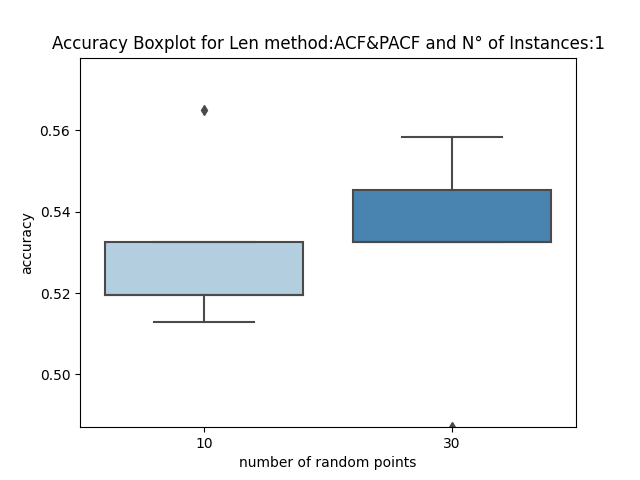 Accuracy Boxplot for Len method:ACF&PACF and N° of Instances:1
0.56
0.54
0.52
0.50
accuracy
10 30
number of random points